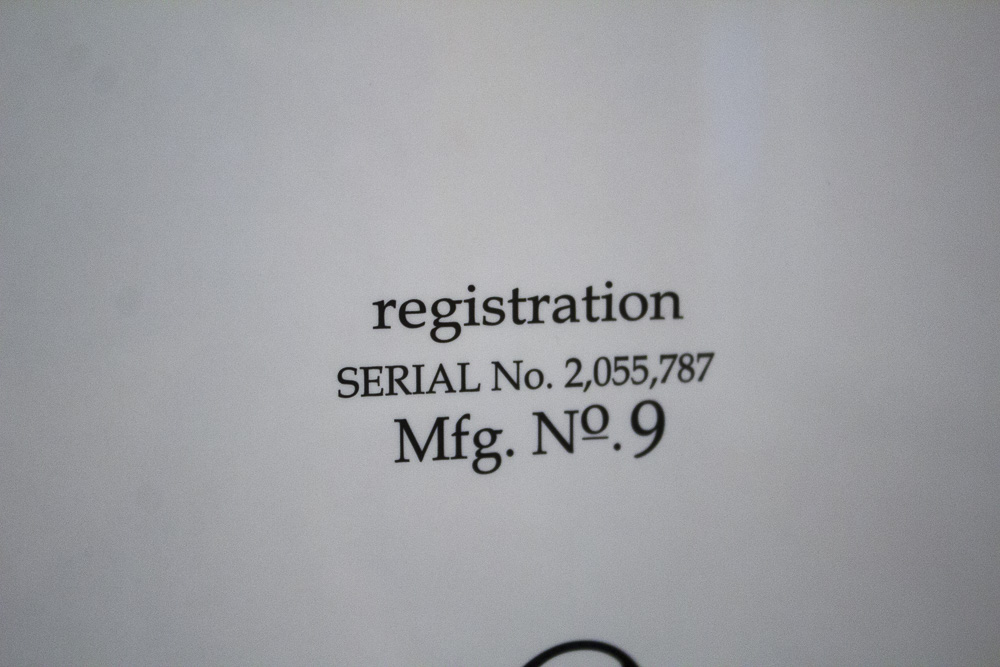 registration
SERIAL No. 2,055,787
Mfg. Nº. 9